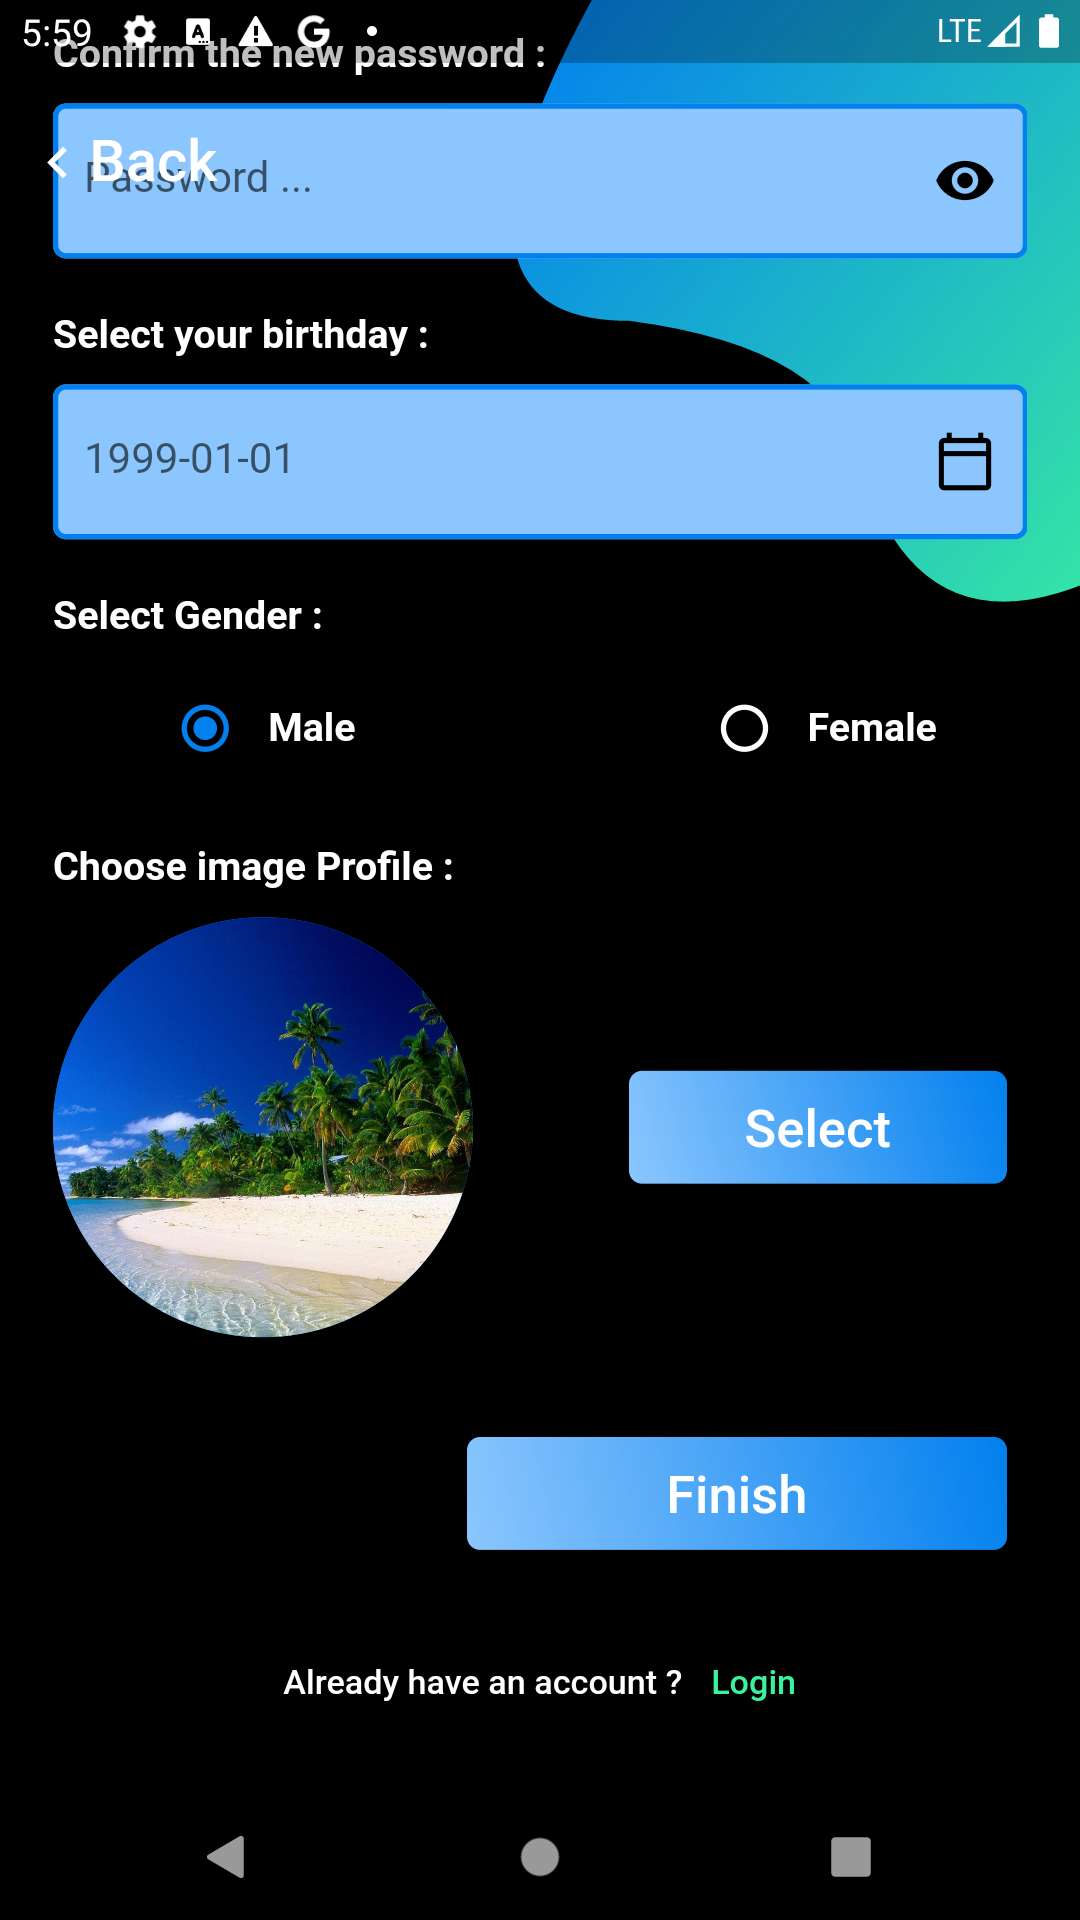 5:59 LTE
Confirm the new password :
Back
Password ...
Select your birthday :
1999-01-01
Select Gender :
Male Female
Choose image Profile :
Select
Finish
Already have an account ? Login